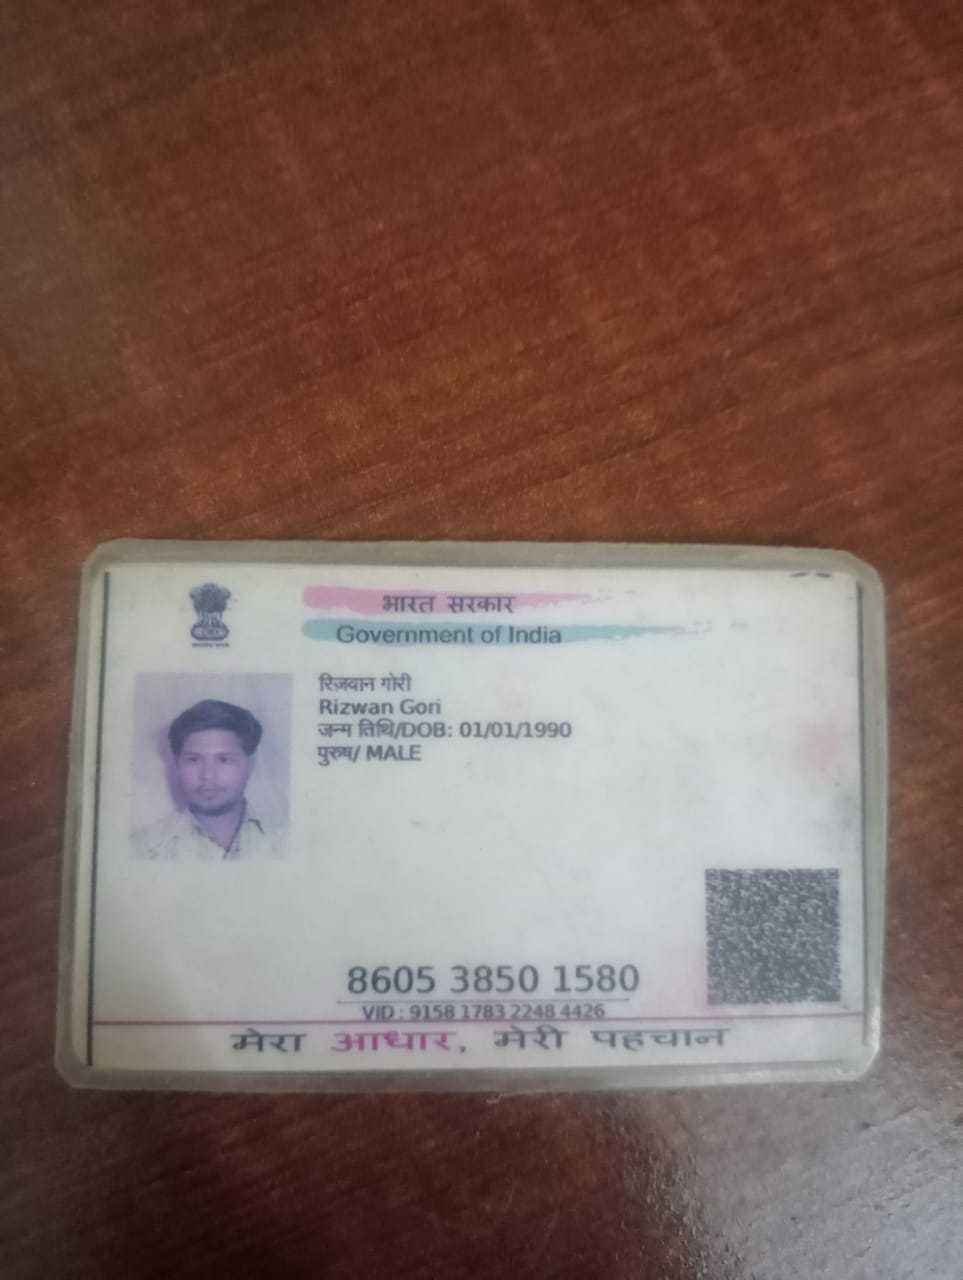 भारत सरकार
Government of India
रिज़वान गोरी
Rizwan Gori
जन्म तिथि/DOB: 01/01/1990
पुरुष/ MALE
8605 3850 1580
VID : 9158 1783 2248 4426
मेरा आधार, मेरी पहचान